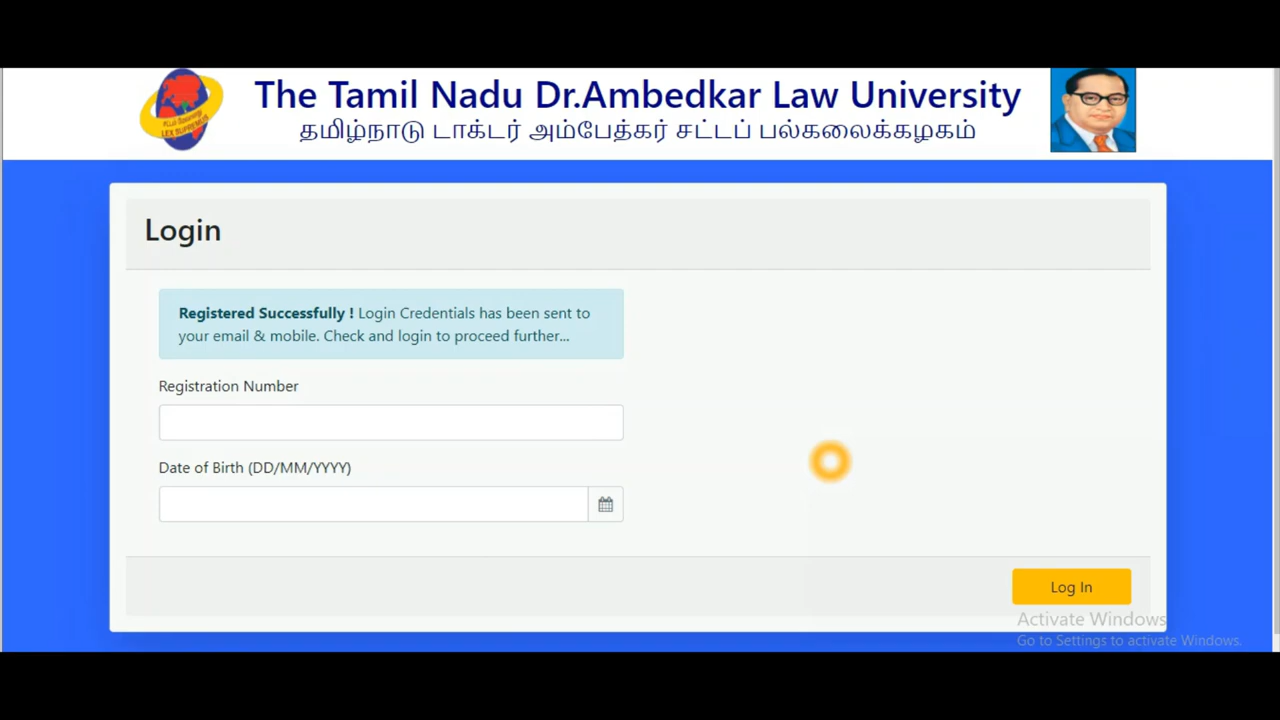 The Tamil Nadu Dr.Ambedkar Law University
தமிழ்நாடு டாக்டர் அம்பேத்கர் சட்டப் பல்கலைக்கழகம்
LEX SUPREMUS
Login
Registered Successfully ! Login Credentials has been sent to
your email & mobile. Check and login to proceed further...
Registration Number
Date of Birth (DD/MM/YYYY)
Log In
Activate Windows
Go to Settings to activate Windows.